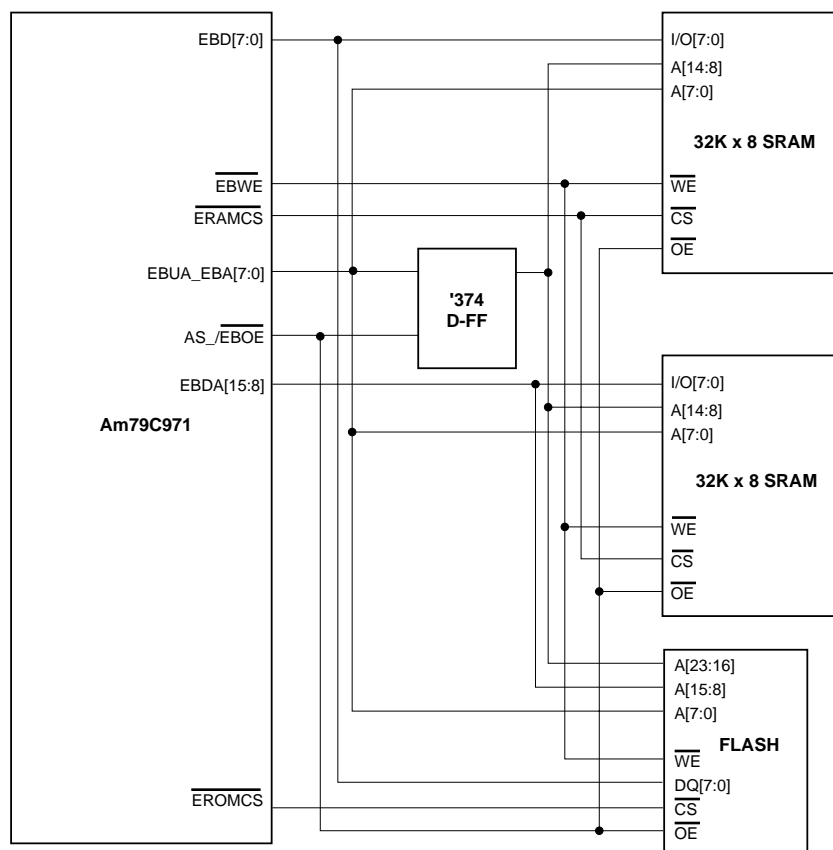 EBD[7:0]
EBWE
ERAMCS
EBUA_EBA[7:0]
AS_/EBOE
EBDA[15:8]
Am79C971
EROMCS
'374
D-FF
I/O[7:0]
A[14:8]
A[7:0]
32K x 8 SRAM
WE
CS
OE
I/O[7:0]
A[14:8]
A[7:0]
32K x 8 SRAM
WE
CS
OE
A[23:16]
A[15:8]
A[7:0]
FLASH
WE
DQ[7:0]
CS
OE